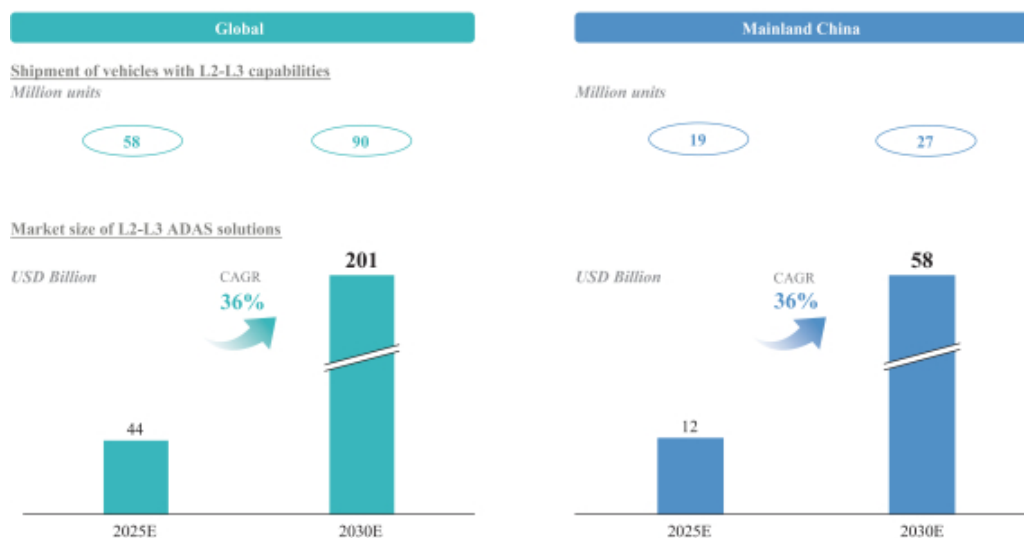 Global
Mainland China
Shipment of vehicles with L2-L3 capabilities
Million units
Million units
58
90
19
27
Market size of L2-L3 ADAS solutions
USD Billion
CAGR
36%
201
44
2025E
2030E
USD Billion
CAGR
36%
58
12
2025E
2030E